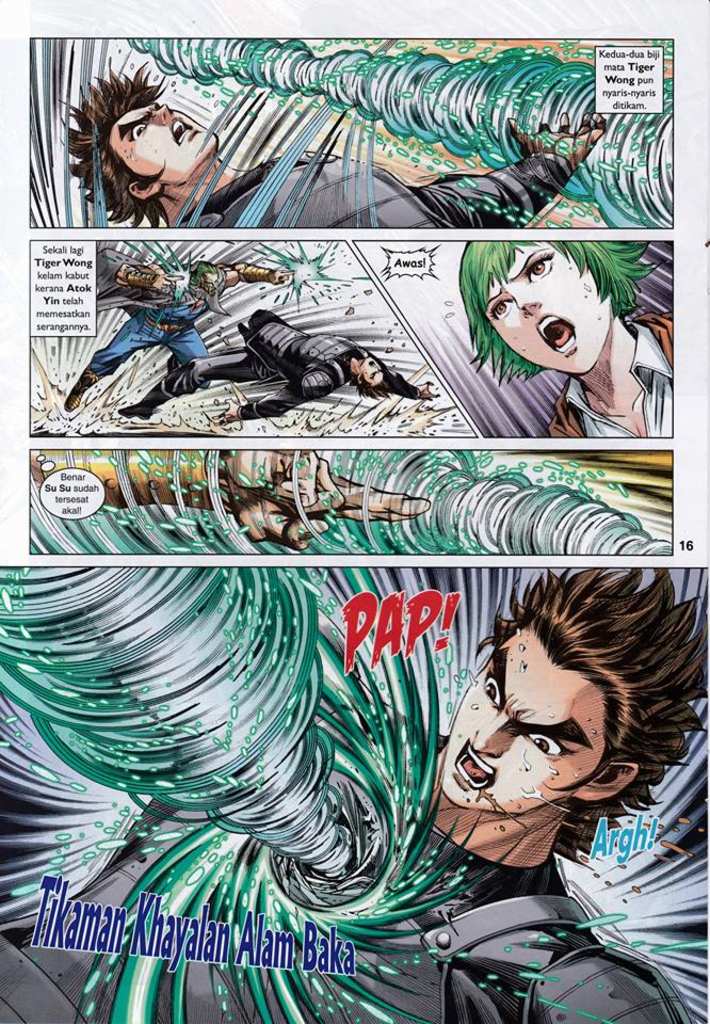 Kedua-dua biji
mata Tiger
Wong pun
nyaris-nyaris
ditikam.
Sekali lagi
Tiger Wong
kelam kabut
kerana Atok
Yin telah
memesatkan
serangannya.
Awas!
Benar
Su Su sudah
tersesat
akal!
16
PAP!
Argh!
Tikaman Khayalan Alam Baka